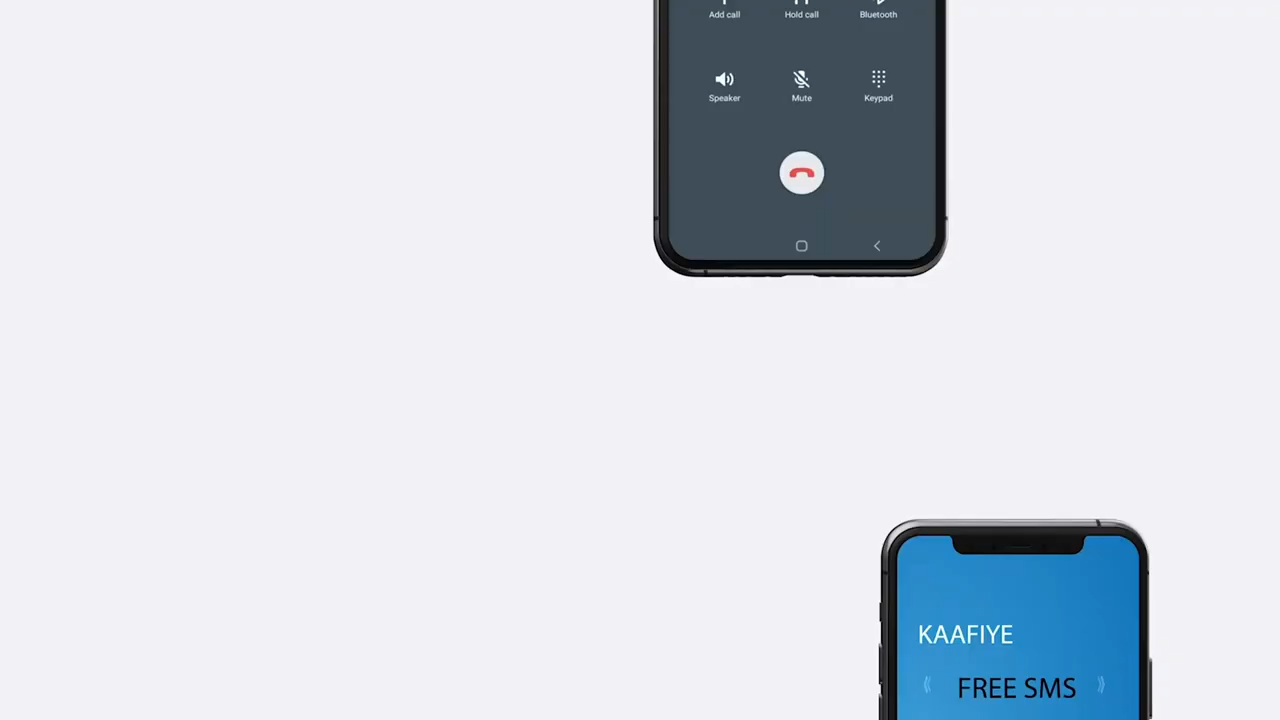 Add call Hold call Bluetooth
Speaker Mute Keypad
KAAFIYE
FREE SMS